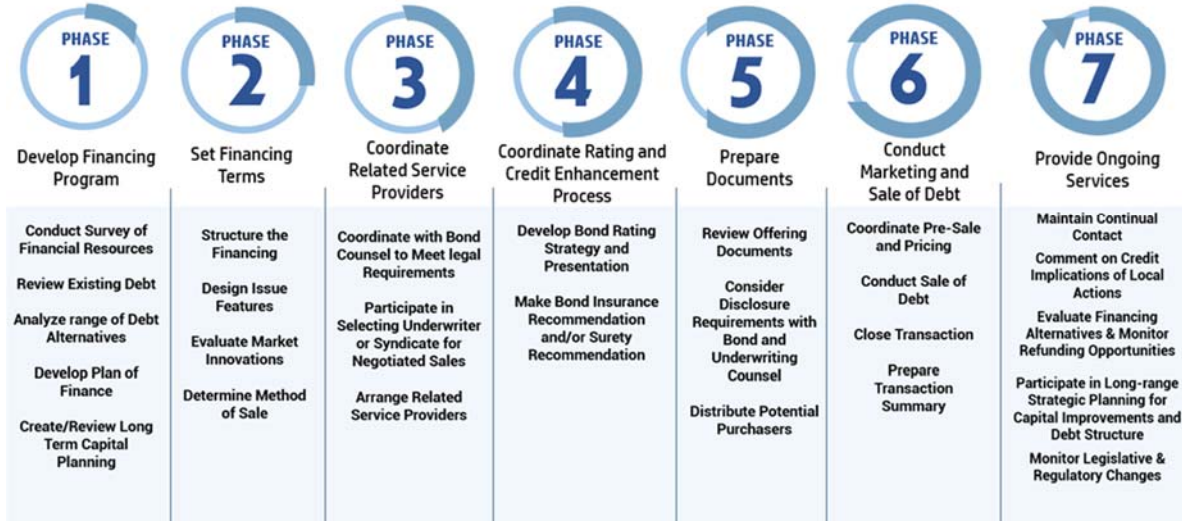 PHASE
1
Develop Financing
Program
Conduct Survey of
Financial Resources
Review Existing Debt
Analyze range of Debt
Alternatives
Develop Plan of
Finance
Create/Review Long
Term Capital
Planning
PHASE
2
Set Financing
Terms
Structure the
Financing
Design Issue
Features
Evaluate Market
Innovations
Determine Method
of Sale
PHASE
3
Coordinate
Related Service
Providers
Coordinate with Bond
Counsel to Meet legal
Requirements
Participate in
Selecting Underwriter
or Syndicate for
Negotiated Sales
Arrange Related
Service Providers
PHASE
4
Coordinate Rating and
Credit Enhancement
Process
Develop Bond Rating
Strategy and
Presentation
Make Bond Insurance
Recommendation
and/or Surety
Recommendation
PHASE
5
Prepare
Documents
Review Offering
Documents
Consider
Disclosure
Requirements with
Bond and
Underwriting
Counsel
Distribute Potential
Purchasers
PHASE
6
Conduct
Marketing and
Sale of Debt
Coordinate Pre-Sale
and Pricing
Conduct Sale of
Debt
Close Transaction
Prepare
Transaction
Summary
PHASE
7
Provide Ongoing
Services
Maintain Continual
Contact
Comment on Credit
Implications of Local
Actions
Evaluate Financing
Alternatives & Monitor
Refunding Opportunities
Participate in Long-range
Strategic Planning for
Capital Improvements and
Debt Structure
Monitor Legislative &
Regulatory Changes